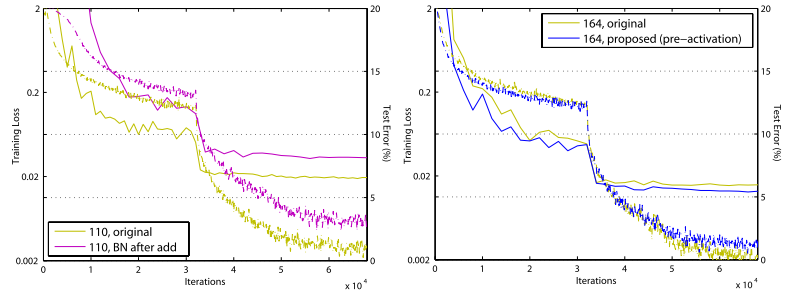 2
0.2
0.02
0.002
Training Loss
20
15
10
5
0
Test Error (%)
0
1
2
3
4
5
6
Iterations
x 10^4
110, original
110, BN after add
2
0.2
0.02
0.002
Training Loss
20
15
10
5
0
Test Error (%)
0
1
2
3
4
5
6
Iterations
x 10^4
164, original
164, proposed (pre−activation)